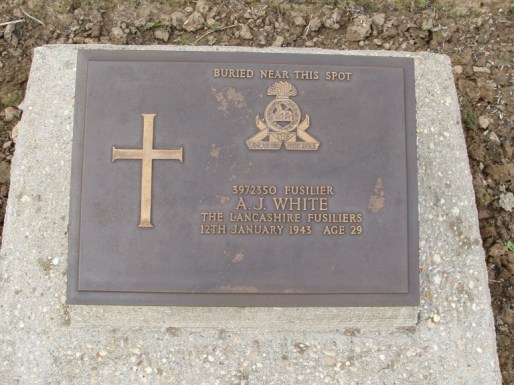 BURIED NEAR THIS SPOT
3972350 FUSILIER
A. J. WHITE
THE LANCASHIRE FUSILIERS
12TH JANUARY 1943 AGE 29